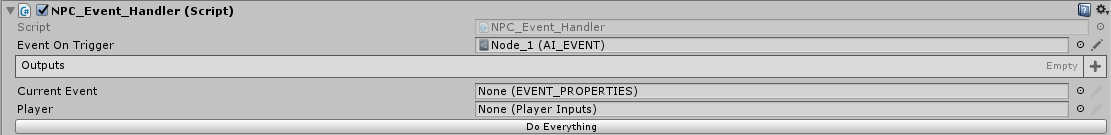 NPC_Event_Handler (Script)
Script NPC_Event_Handler
Event On Trigger Node_1 (AI_EVENT)
Outputs Empty
Current Event None (EVENT_PROPERTIES)
Player None (Player Inputs)
Do Everything